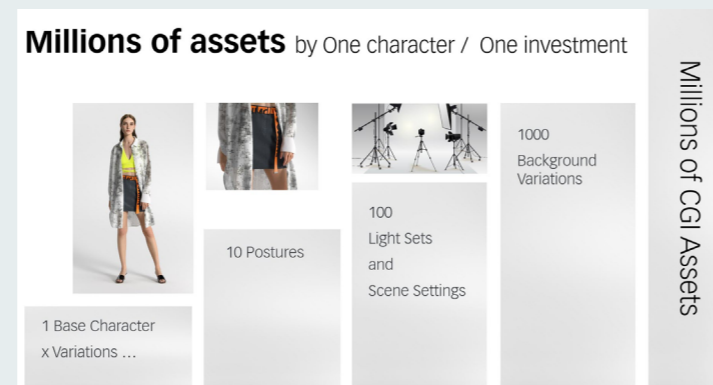 Millions of assets by One character / One investment
1 Base Character
x Variations ...
10 Postures
100
Light Sets
and
Scene Settings
1000
Background
Variations
Millions of CGI Assets